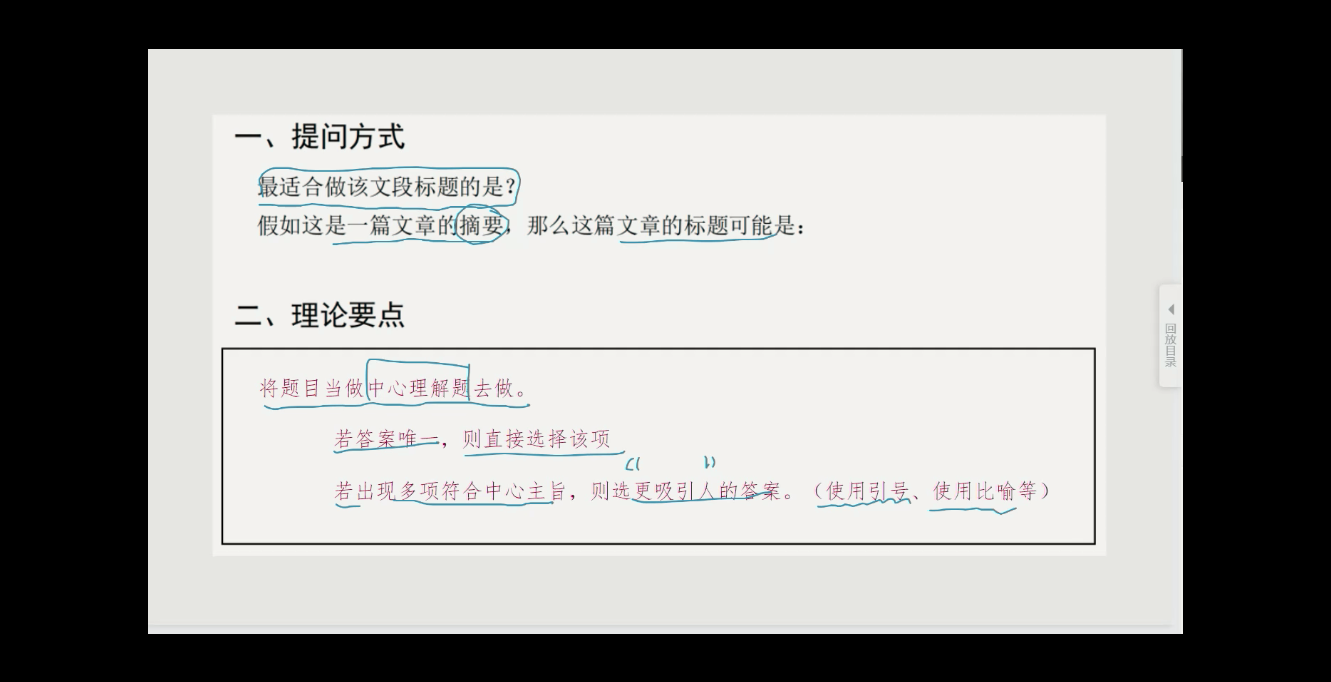 一、提问方式
最适合做该文段标题的是？
假如这是一篇文章的摘要，那么这篇文章的标题可能是：
二、理论要点
将题目当做中心理解题去做。
若答案唯一，则直接选择该项
若出现多项符合中心主旨，则选更吸引人的答案。（使用引号、使用比喻等）
回放目录